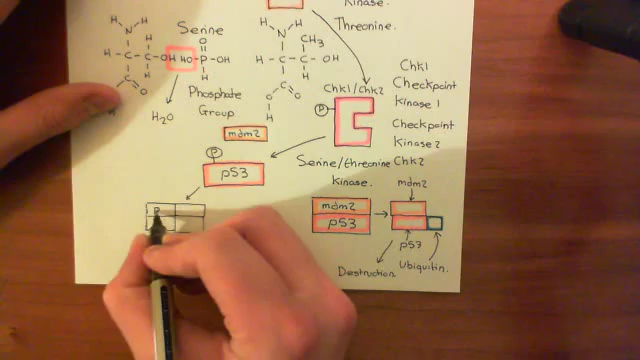 Kinase.
Serine
Threonine.
H
H
N
H
H - C - C - OH
HO - P - OH
O
OH
H
H
C
O
H
H
H
N
H
CH3
H - C - C - OH
H
C
O
O
H
H2O
Phosphate
Group
Chk1/Chk2
P
Chk1
Checkpoint
Kinase 1
Checkpoint
Kinase 2
Chk2
mdm2
P
p53
Serine/threonine
Kinase.
mdm2
p53
mdm2
p53
Ubiquitin.
Destruction
P